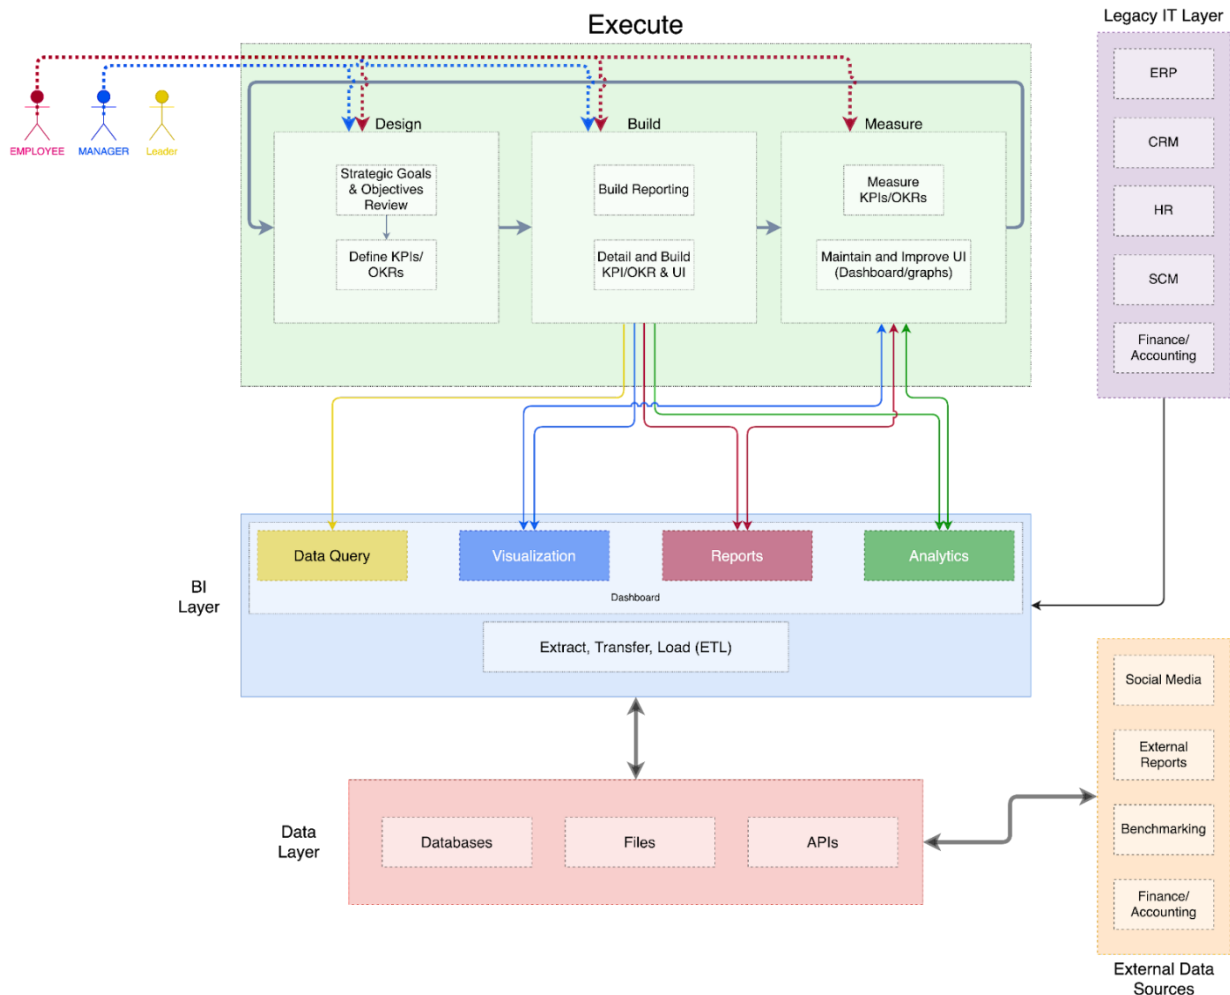 Execute
Legacy IT Layer
EMPLOYEE
MANAGER
Leader
Design
Build
Measure
Strategic Goals
& Objectives
Review
Define KPIs/
OKRs
Build Reporting
Detail and Build
KPI/OKR & UI
Measure
KPIs/OKRs
Maintain and Improve UI
(Dashboard/graphs)
ERP
CRM
HR
SCM
Finance/
Accounting
BI
Layer
Data Query
Visualization
Reports
Analytics
Dashboard
Extract, Transfer, Load (ETL)
Data
Layer
Databases
Files
APIs
Social Media
External
Reports
Benchmarking
Finance/
Accounting
External Data
Sources